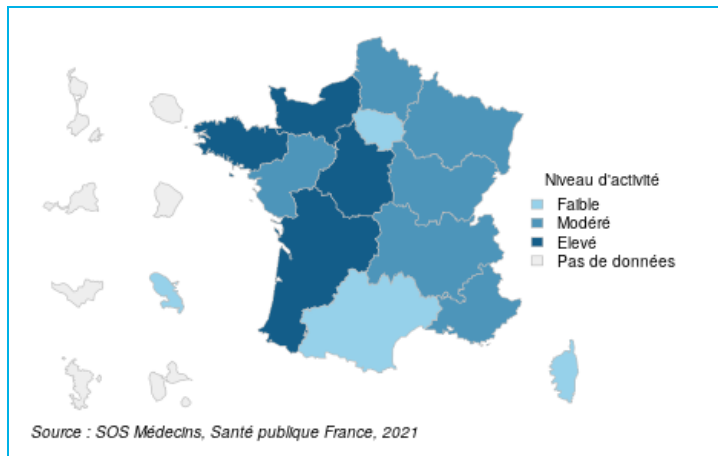 Niveau d'activité
Faible
Modéré
Elevé
Pas de données
Source : SOS Médecins, Santé publique France, 2021